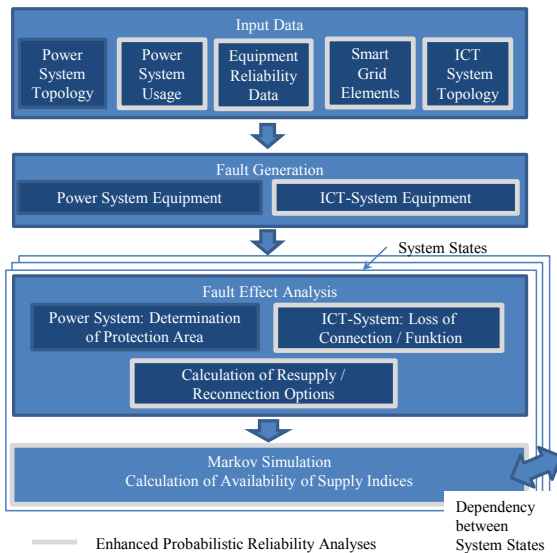 Input Data
Power
System
Topology
Power
System
Usage
Equipment
Reliability
Data
Smart
Grid
Elements
ICT
System
Topology
Fault Generation
Power System Equipment
ICT-System Equipment
System States
Fault Effect Analysis
Power System: Determination
of Protection Area
ICT-System: Loss of
Connection / Funktion
Calculation of Resupply /
Reconnection Options
Markov Simulation
Calculation of Availability of Supply Indices
Dependency
between
System States
Enhanced Probabilistic Reliability Analyses